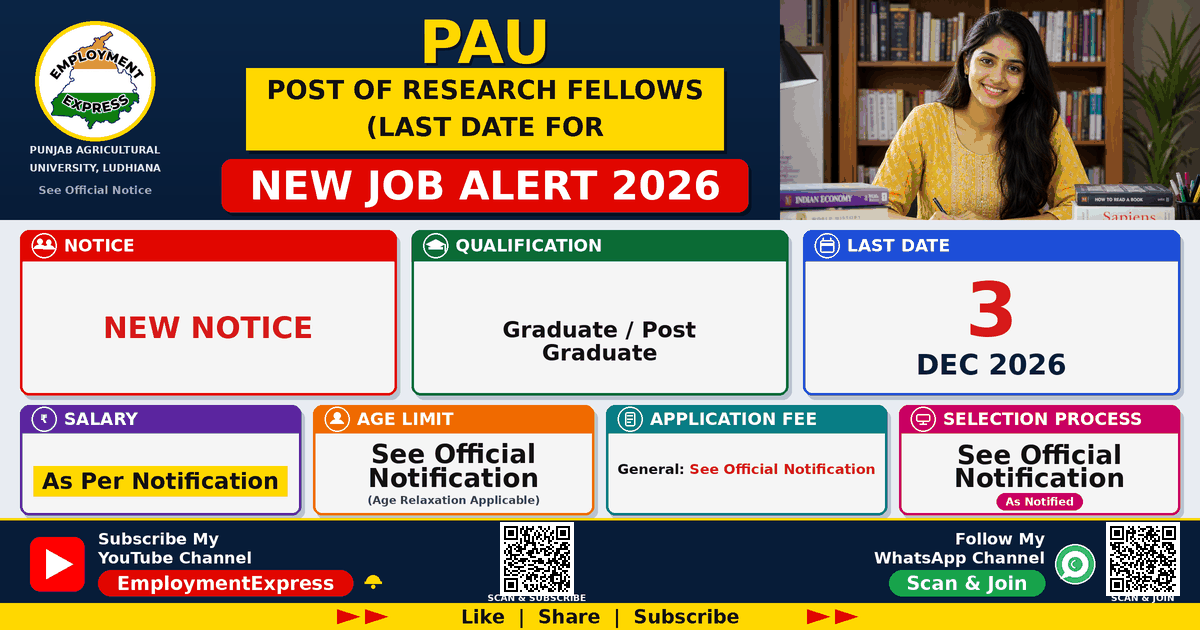 EMPLOYMENT
EXPRESS
PUNJAB AGRICULTURAL
UNIVERSITY, LUDHIANA
See Official Notice
PAU
POST OF RESEARCH FELLOWS
(LAST DATE FOR
NEW JOB ALERT 2026
INDIAN ECONOMY
WORLD HISTORY
HOW TO READ A BOOK
Sapiens
NOTICE
NEW NOTICE
QUALIFICATION
Graduate / Post
Graduate
LAST DATE
3
DEC 2026
₹ SALARY
As Per Notification
AGE LIMIT
See Official
Notification
(Age Relaxation Applicable)
APPLICATION FEE
General: See Official Notification
SELECTION PROCESS
See Official
Notification
As Notified
Subscribe My
YouTube Channel
EmploymentExpress
SCAN & SUBSCRIBE
Follow My
WhatsApp Channel
Scan & Join
SCAN & JOIN
Like | Share | Subscribe